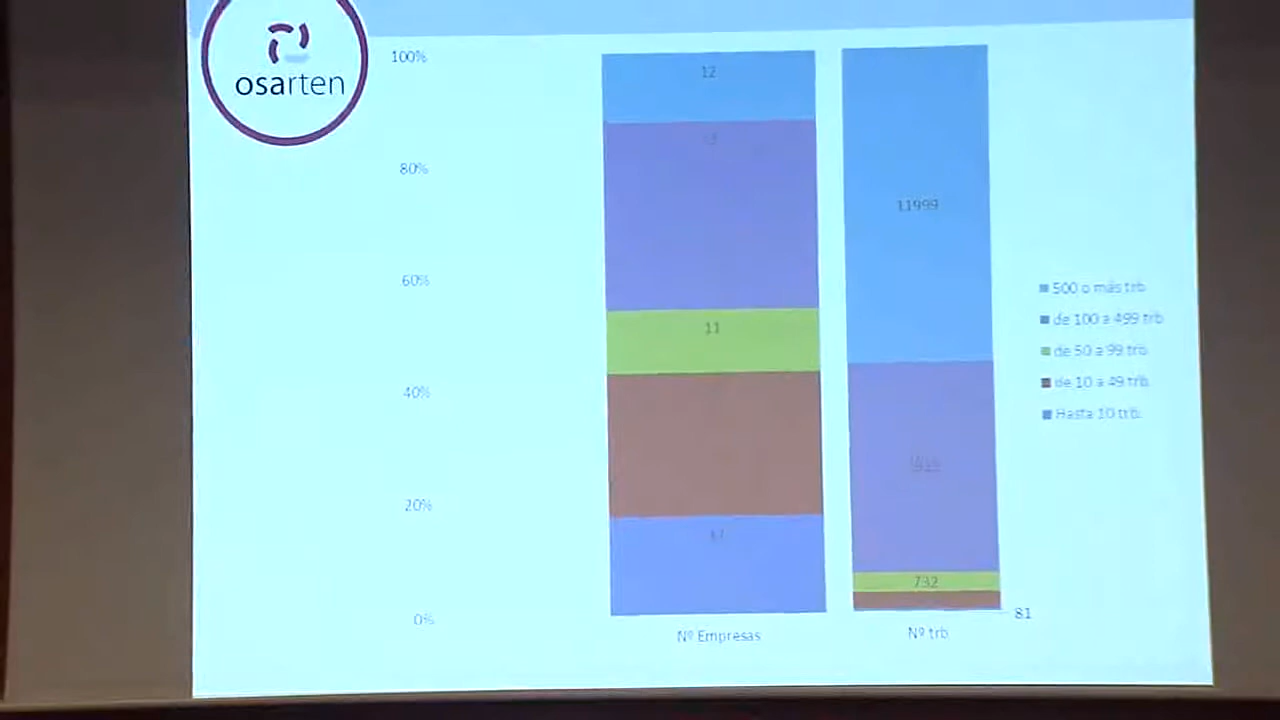 osarten
100%
80%
60%
40%
20%
0%
12
11
17
11999
732
81
Nº Empresas
Nº trb
500 o más trb
de 100 a 499 trb
de 50 a 99 trb
de 10 a 49 trb
Hasta 10 trb